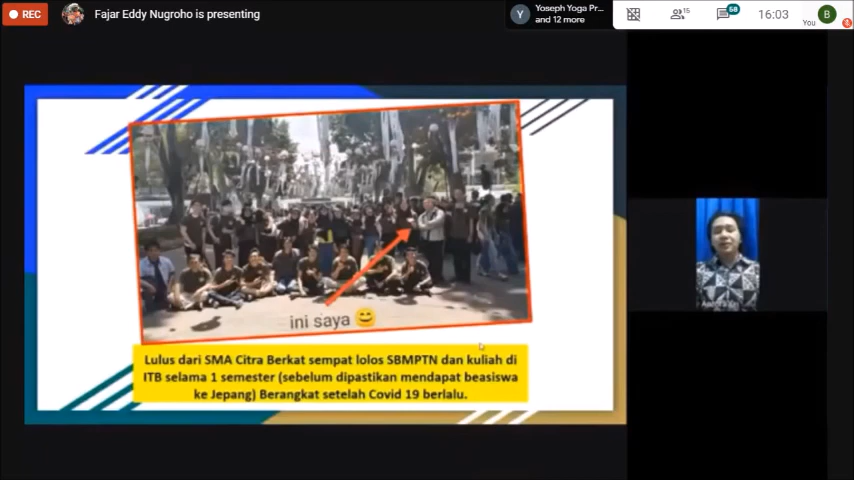 REC
Fajar Eddy Nugroho is presenting
Y
Yoseph Yoga Pr...
and 12 more
15
58
16:03
You
B
ini saya 😄
Lulus dari SMA Citra Berkat sempat lolos SBMPTN dan kuliah di
ITB selama 1 semester (sebelum dipastikan mendapat beasiswa
ke Jepang) Berangkat setelah Covid 19 berlalu.